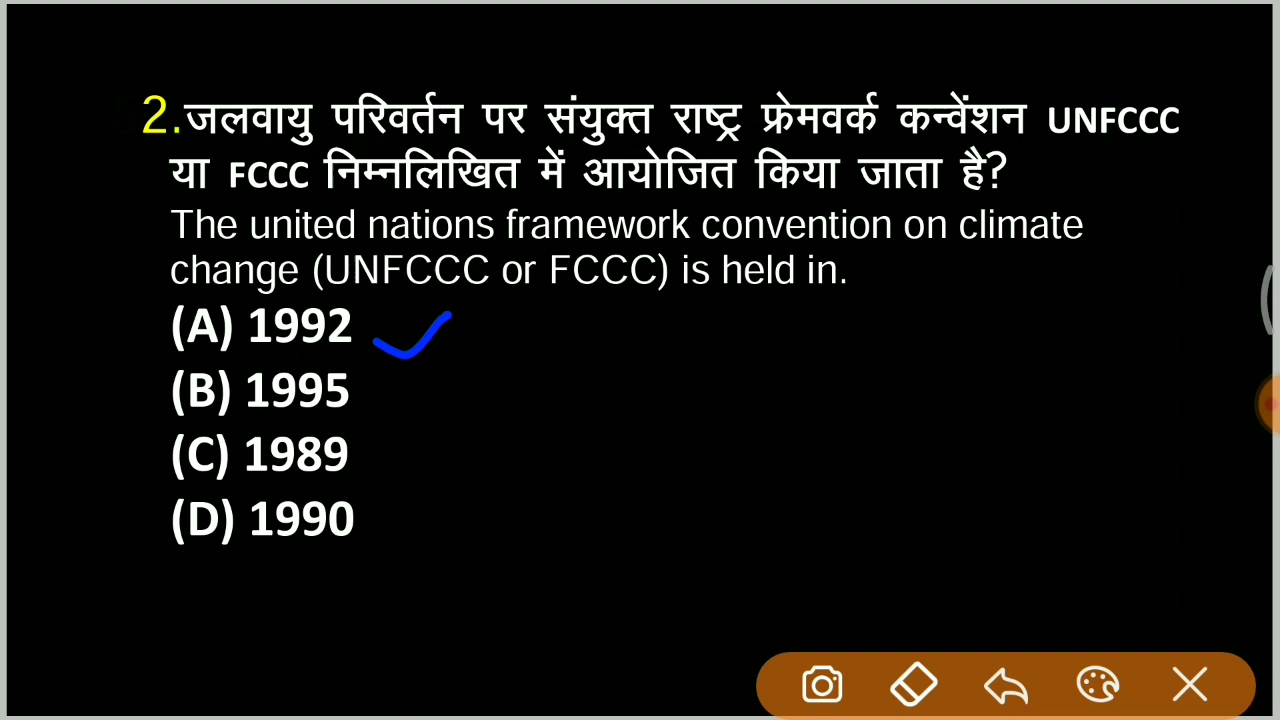 2.जलवायु परिवर्तन पर संयुक्त राष्ट्र फ्रेमवर्क कन्वेंशन UNFCCC
या FCCC निम्नलिखित में आयोजित किया जाता है?
The united nations framework convention on climate
change (UNFCCC or FCCC) is held in.
(A) 1992
(B) 1995
(C) 1989
(D) 1990